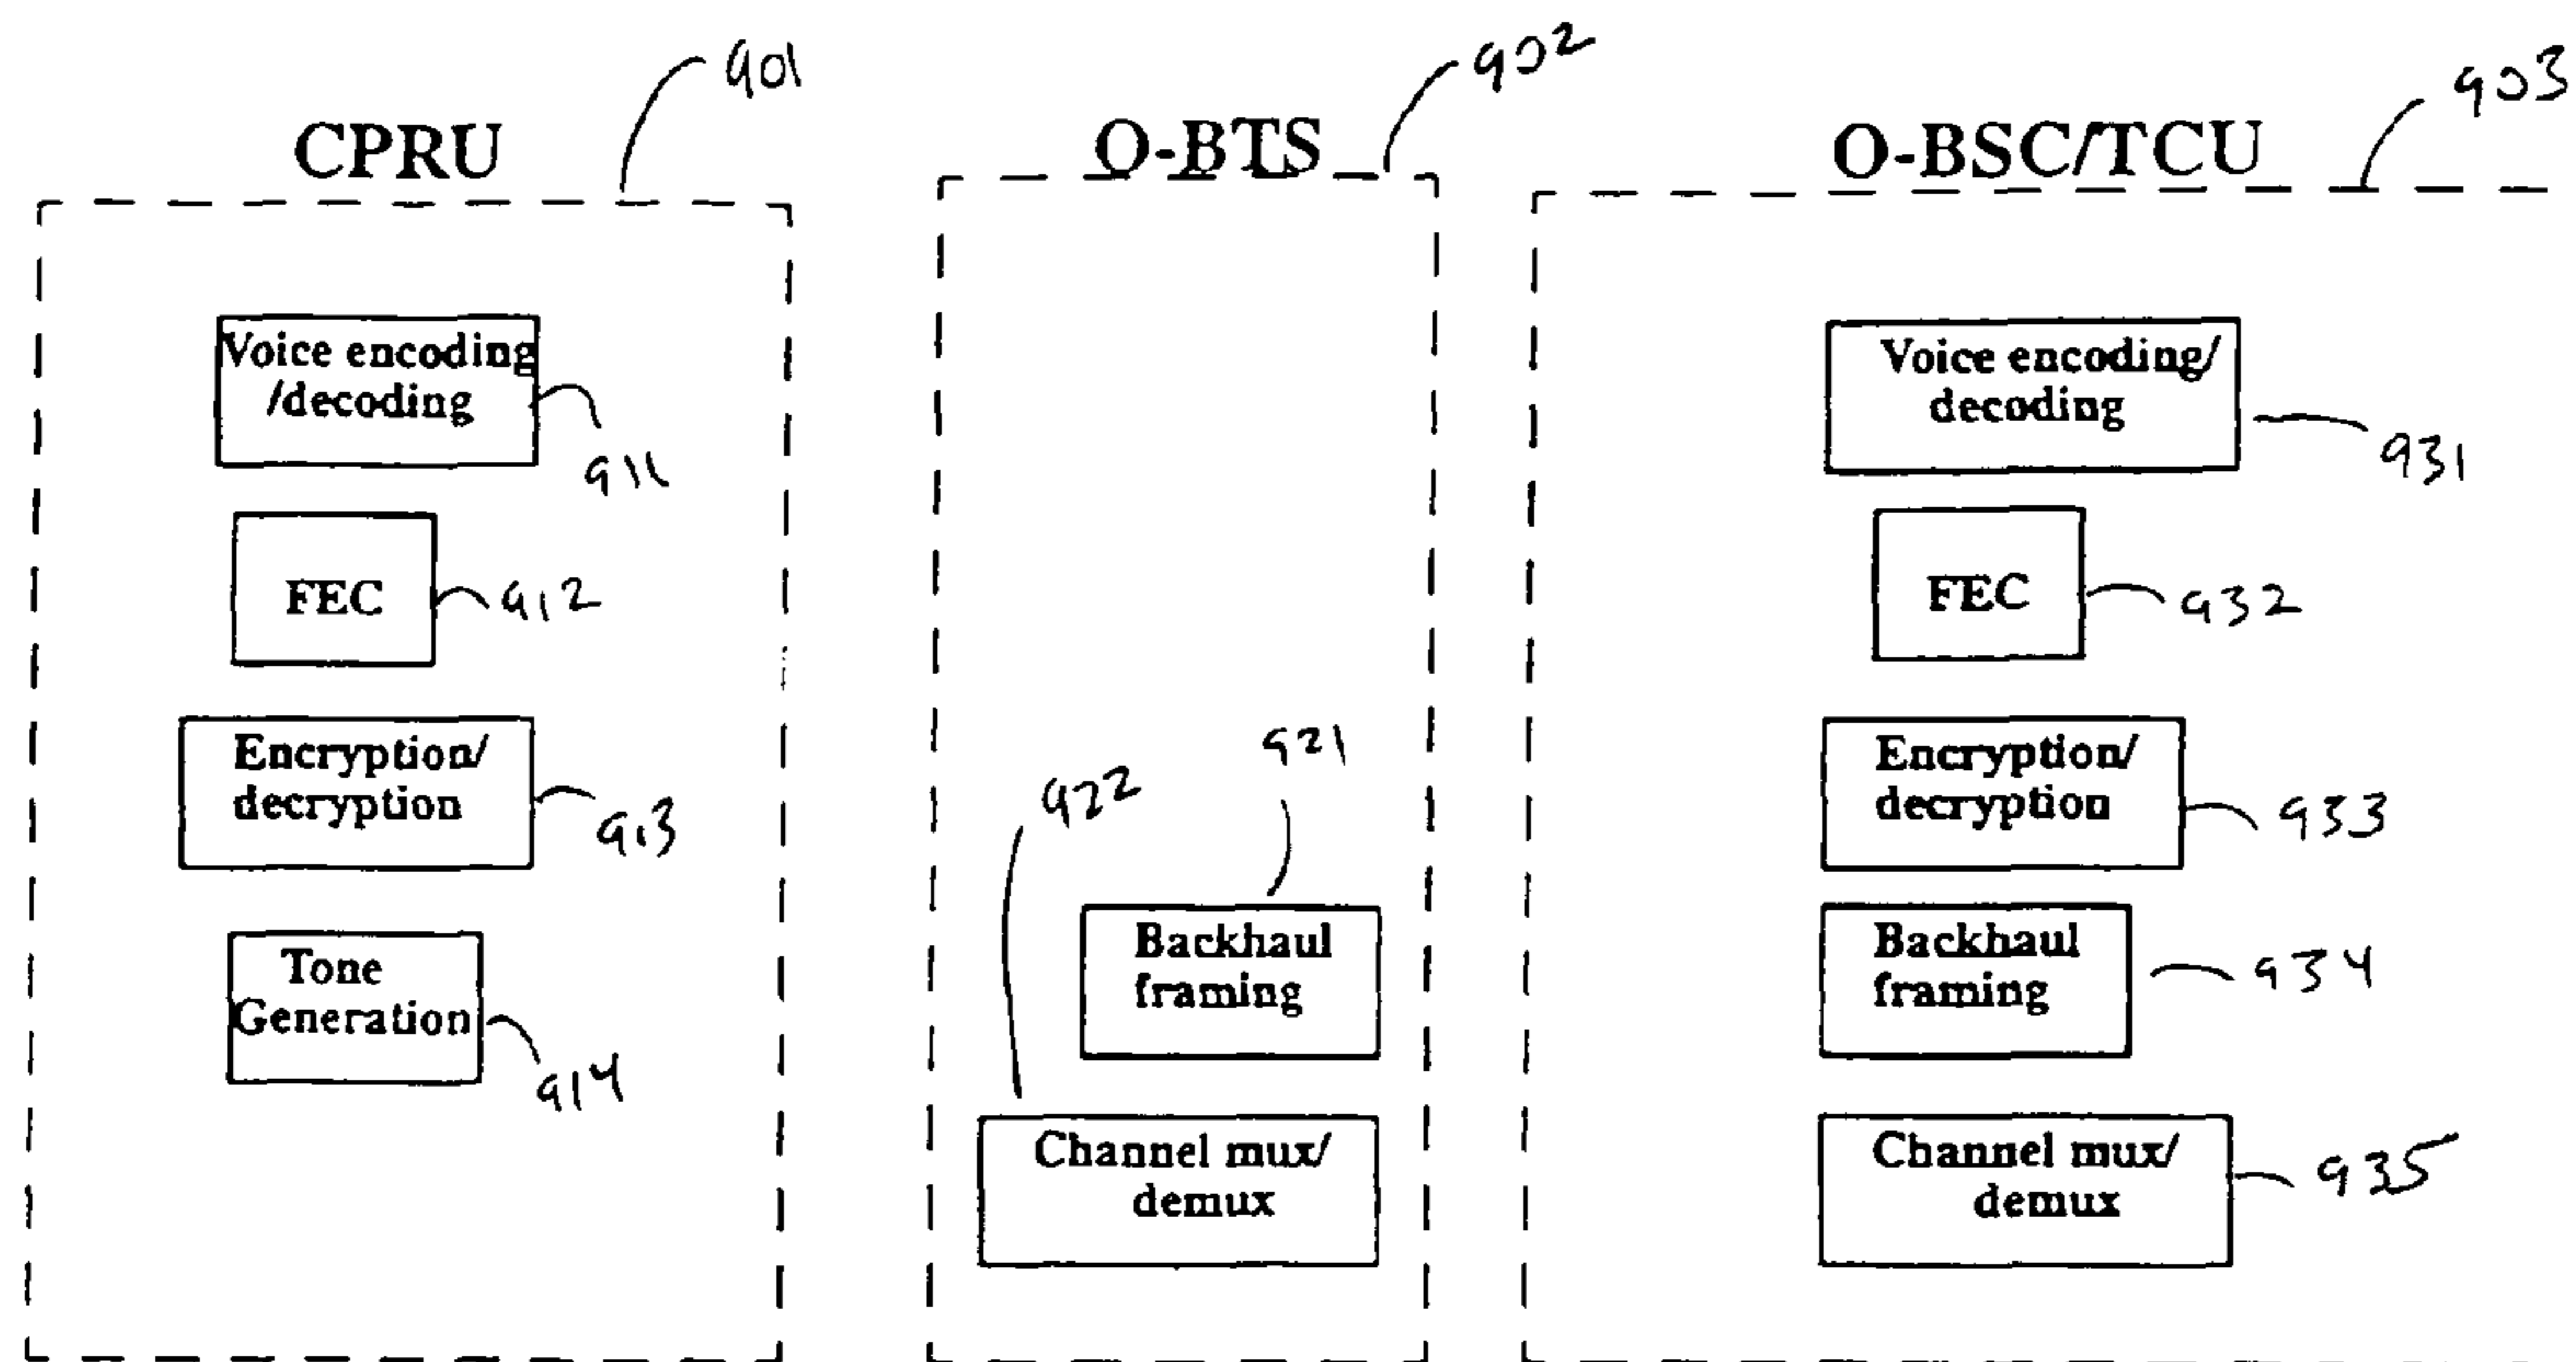 901
902
903
CPRU
O-BTS
O-BSC/TCU
Voice encoding
/decoding
911
FEC
912
Encryption/
decryption
913
Tone
Generation
914
922
921
Backhaul
framing
Channel mux/
demux
Voice encoding/
decoding
931
FEC
932
Encryption/
decryption
933
Backhaul
framing
934
Channel mux/
demux
935